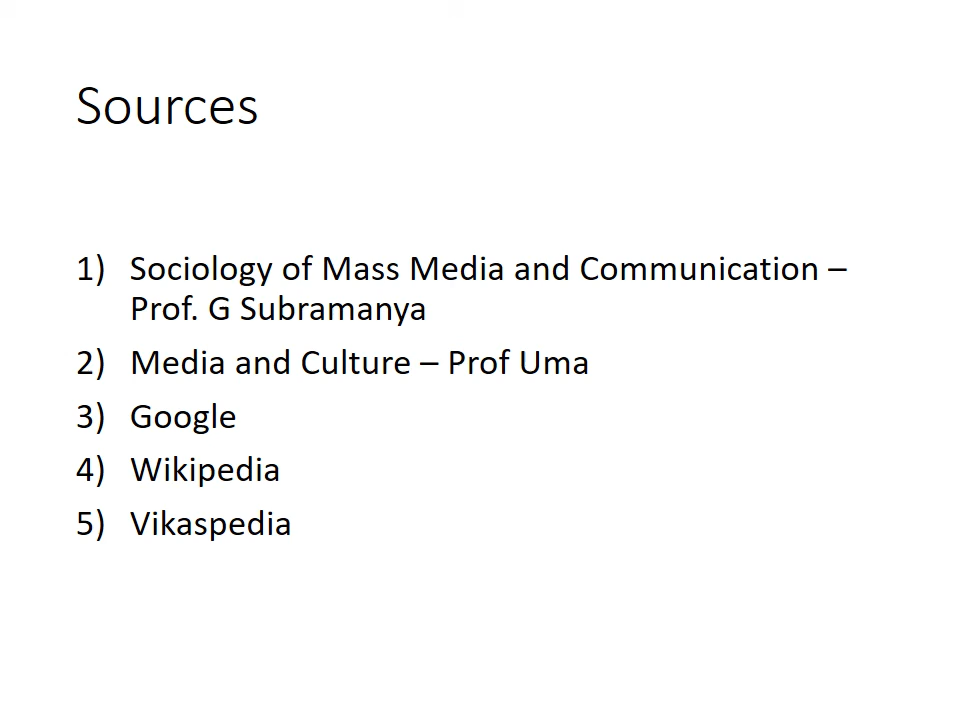 Sources
1) Sociology of Mass Media and Communication –
Prof. G Subramanya
2) Media and Culture – Prof Uma
3) Google
4) Wikipedia
5) Vikaspedia